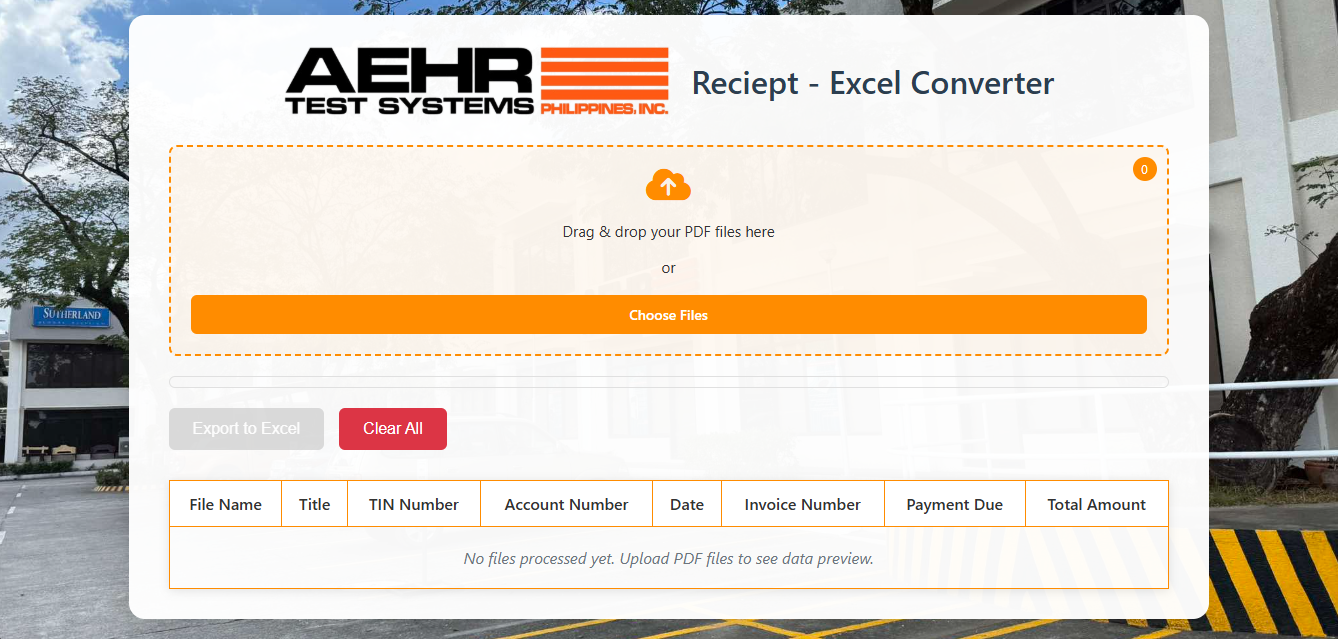 AEHR
TEST SYSTEMS
PHILIPPINES, INC.
Reciept - Excel Converter
0
Drag & drop your PDF files here
or
Choose Files
SUTHERLAND
Export to Excel
Clear All
File Name Title TIN Number Account Number Date Invoice Number Payment Due Total Amount
No files processed yet. Upload PDF files to see data preview.